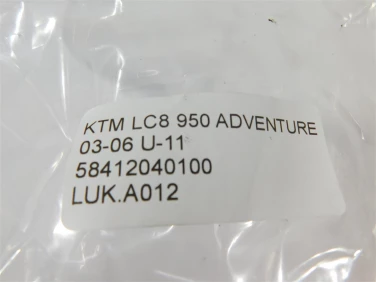 KTM LC8 950 ADVENTURE
03-06 U-11
58412040100
LUK.A012